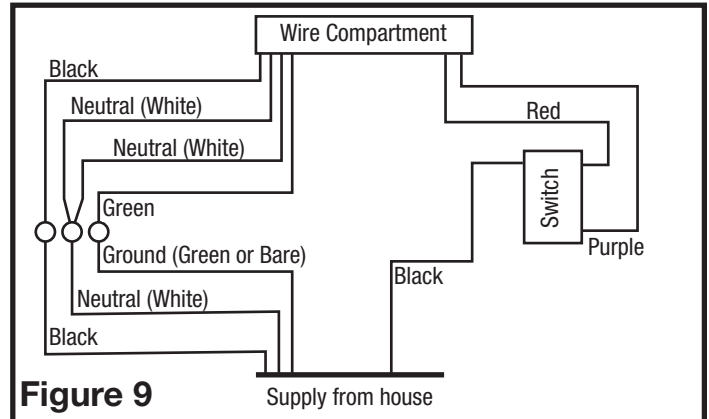 Wire Compartment
Black
Neutral (White)
Red
Neutral (White)
Switch
Green
Purple
Ground (Green or Bare)
Black
Neutral (White)
Black
Figure 9
Supply from house